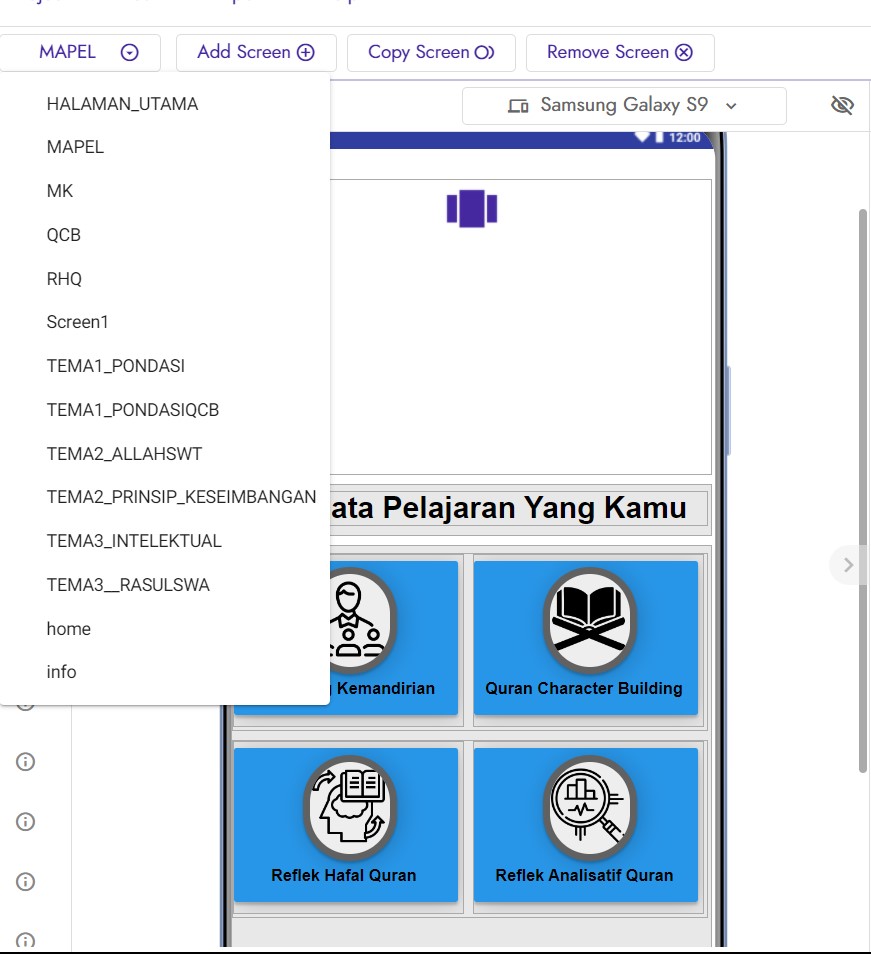 MAPEL
Add Screen
Copy Screen
Remove Screen
HALAMAN_UTAMA
MAPEL
MK
QCB
RHQ
Screen1
TEMA1_PONDASI
TEMA1_PONDASIQCB
TEMA2_ALLAHSWT
TEMA2_PRINSIP_KESEIMBANGAN
TEMA3_INTELEKTUAL
TEMA3__RASULSWA
home
info
Samsung Galaxy S9
12:00
ata Pelajaran Yang Kamu
Kemandirian
Quran Character Building
Reflek Hafal Quran
Reflek Analisatif Quran